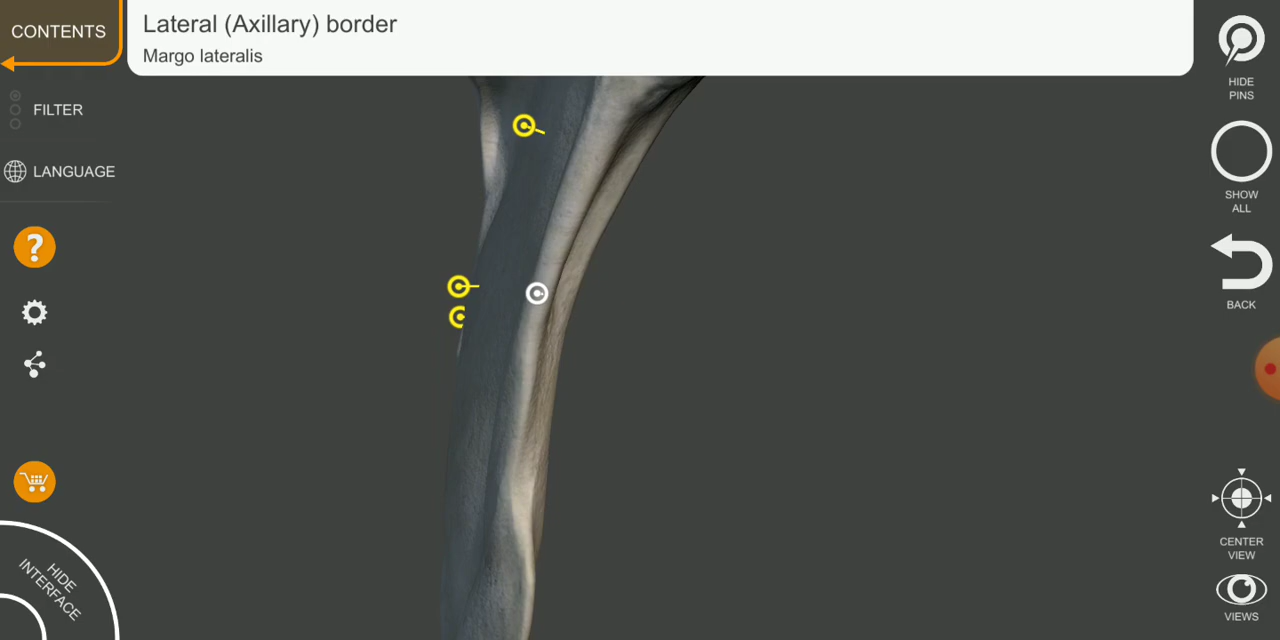 CONTENTS
Lateral (Axillary) border
Margo lateralis
FILTER
LANGUAGE
?
HIDE
INTERFACE
HIDE
PINS
SHOW
ALL
BACK
CENTER
VIEW
VIEWS